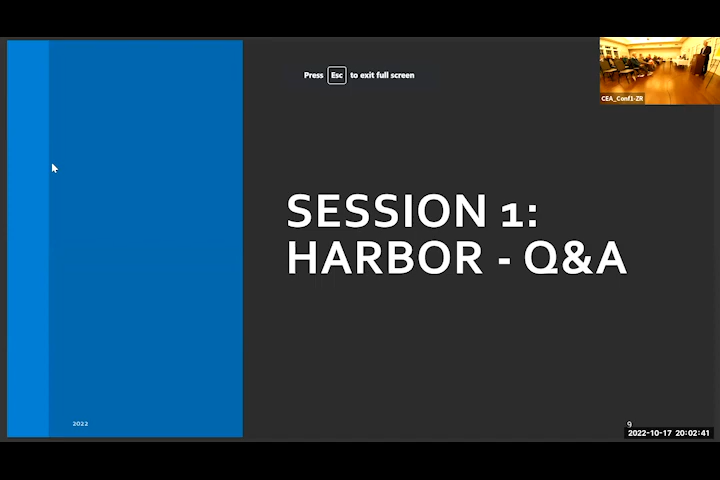 Press Esc to exit full screen
CEA_Conf1-ZR
SESSION 1:
HARBOR - Q&A
2022
9
2022-10-17 20:02:41